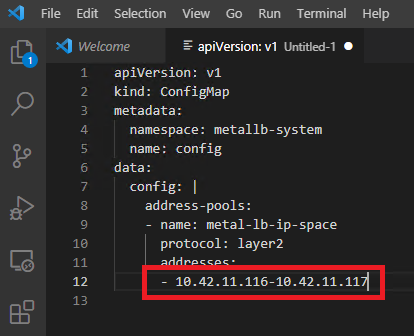 File Edit Selection View Go Run Terminal Help
Welcome
apiVersion: v1 Untitled-1
1
1 apiVersion: v1
2 kind: ConfigMap
3 metadata:
4   namespace: metallb-system
5   name: config
6 data:
7   config: |
8     address-pools:
9     - name: metal-lb-ip-space
10       protocol: layer2
11       addresses:
12       - 10.42.11.116-10.42.11.117
13